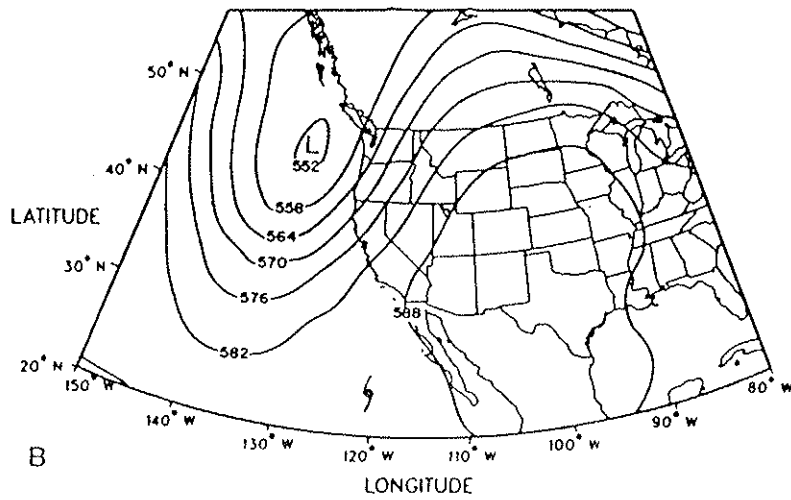 50° N
40° N
LATITUDE
30° N
20° N
150° W
140° W
130° W
120° W
110° W
100° W
90° W
80° W
LONGITUDE
L
552
558
564
570
576
582
588
B